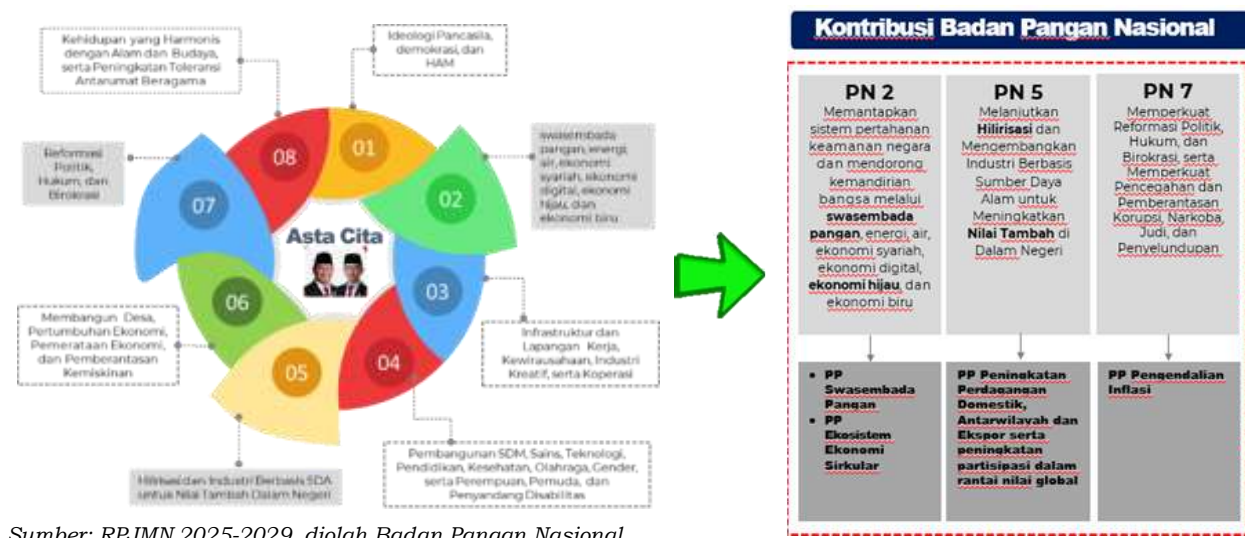 Kehidupan yang Harmonis
dengan Alam dan Budaya,
serta Peningkatan Toleransi
Antarumat Beragama
Ideologi Pancasila,
demokrasi, dan
HAM
Reformasi
Politik,
Hukum, dan
Birokrasi
swasembada
pangan, energi,
air, ekonomi
syariah, ekonomi
digital, ekonomi
hijau, dan
ekonomi biru
08
01
07
02
Asta Cita
06
03
05
04
Membangun Desa,
Pertumbuhan Ekonomi,
Pemerataan Ekonomi,
dan Pemberantasan
Kemiskinan
Infrastruktur dan
Lapangan Kerja,
Kewirausahaan, Industri
Kreatif, serta Koperasi
Hilirisasi dan Industri Berbasis SDA
untuk Nilai Tambah Dalam Negeri
Pembangunan SDM, Sains, Teknologi,
Pendidikan, Kesehatan, Olahraga, Gender,
serta Perempuan, Pemuda, dan
Penyandang Disabilitas
Sumber: RPJMN 2025-2029, diolah Badan Pangan Nasional
Kontribusi Badan Pangan Nasional
PN 2
Memantapkan
sistem pertahanan
keamanan negara
dan mendorong
kemandirian
bangsa melalui
swasembada
pangan, energi, air,
ekonomi syariah,
ekonomi digital,
ekonomi hijau, dan
ekonomi biru
PN 5
Melanjutkan
Hilirisasi dan
Mengembangkan
Industri Berbasis
Sumber Daya
Alam untuk
Meningkatkan
Nilai Tambah di
Dalam Negeri
PN 7
Memperkuat
Reformasi Politik,
Hukum, dan
Birokrasi, serta
Memperkuat
Pencegahan dan
Pemberantasan
Korupsi, Narkoba,
Judi, dan
Penyelundupan
• PP
Swasembada
Pangan
• PP
Ekosistem
Ekonomi
Sirkular
PP Peningkatan
Perdagangan
Domestik,
Antarwilayah dan
Ekspor serta
peningkatan
partisipasi dalam
rantai nilai global
PP Pengendalian
Inflasi